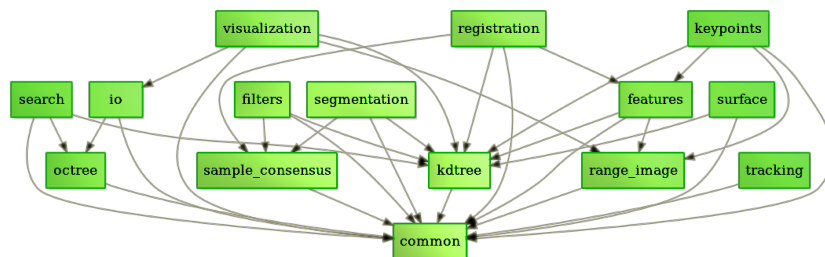 visualization
registration
keypoints
search
io
filters
segmentation
features
surface
octree
sample_consensus
kdtree
range_image
tracking
common